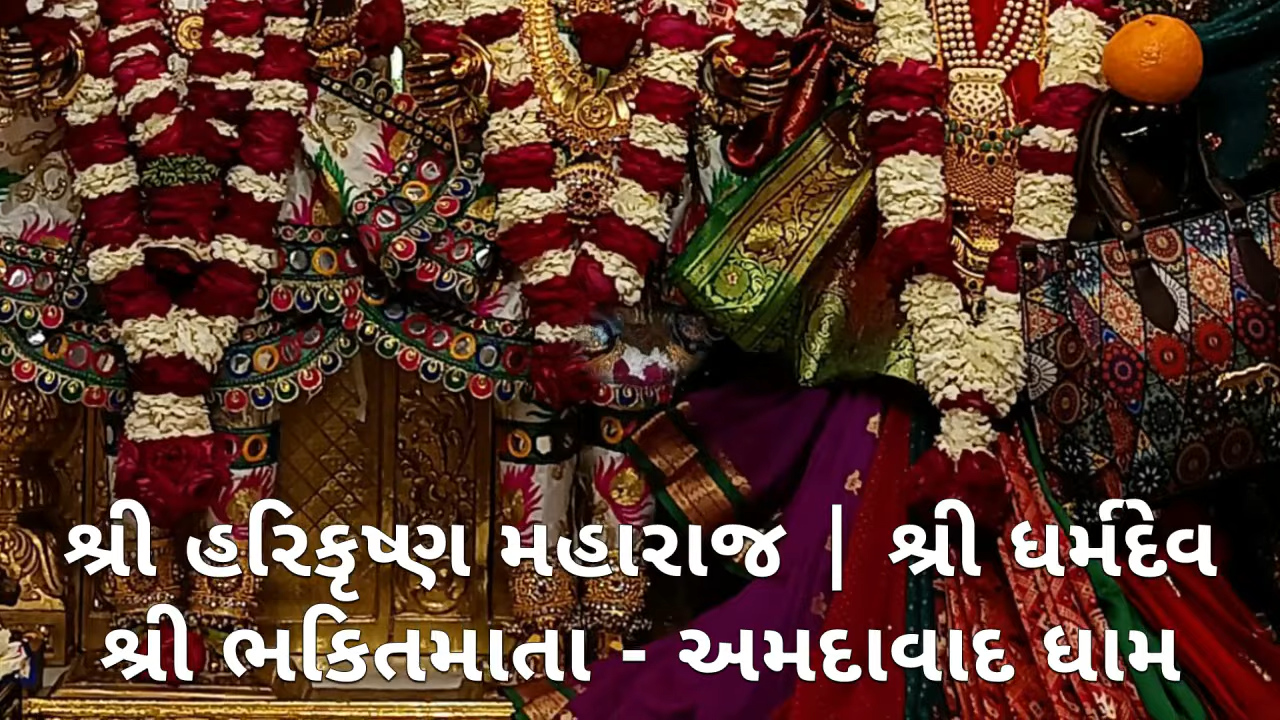 શ્રી હરિકૃષ્ણ મહારાજ | શ્રી ધર્મદેવ
શ્રી ભકિતમાતા - અમદાવાદ ધામ